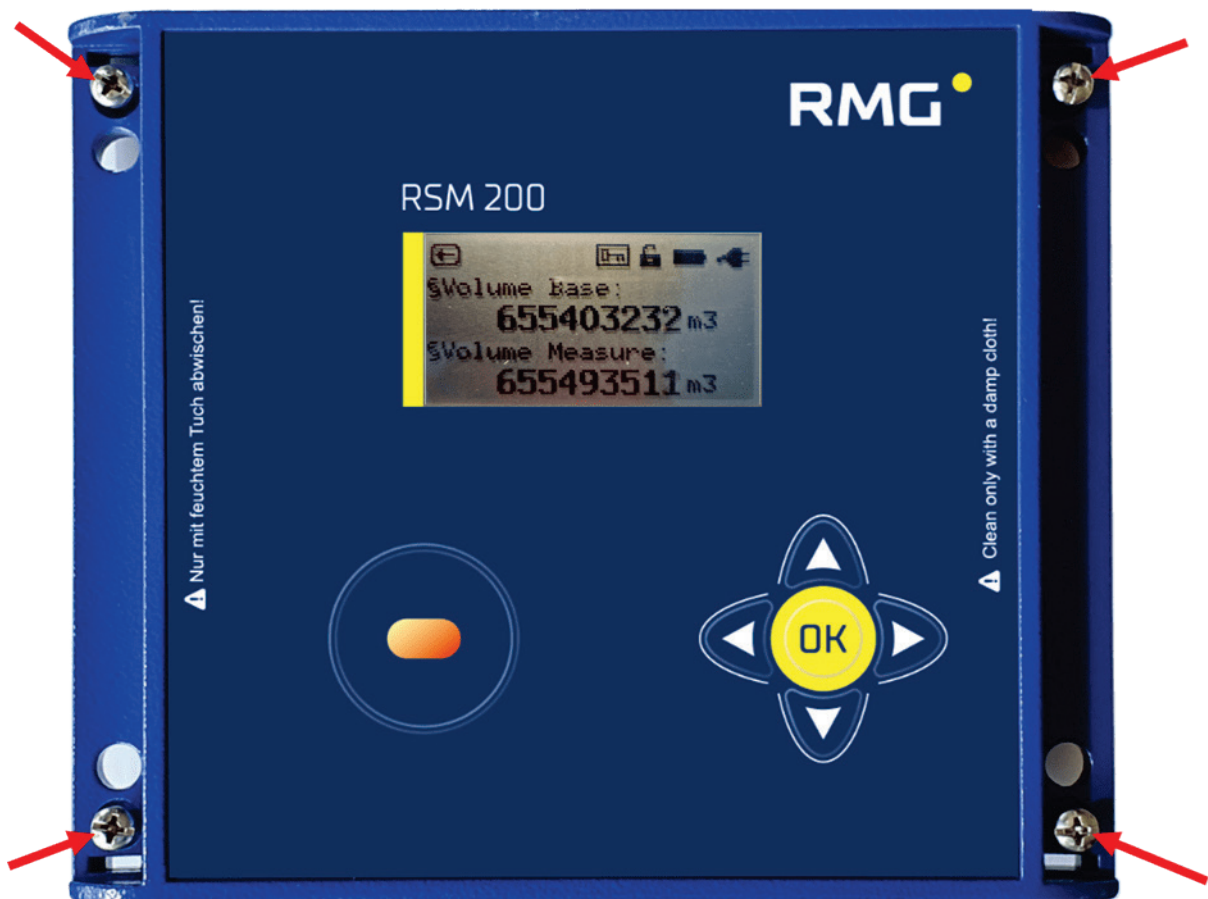 RMG
RSM 200
§Volume Base:
655403232 m3
§Volume Measure:
655493511 m3
Nur mit feuchtem Tuch abwischen!
Clean only with a damp cloth!
OK